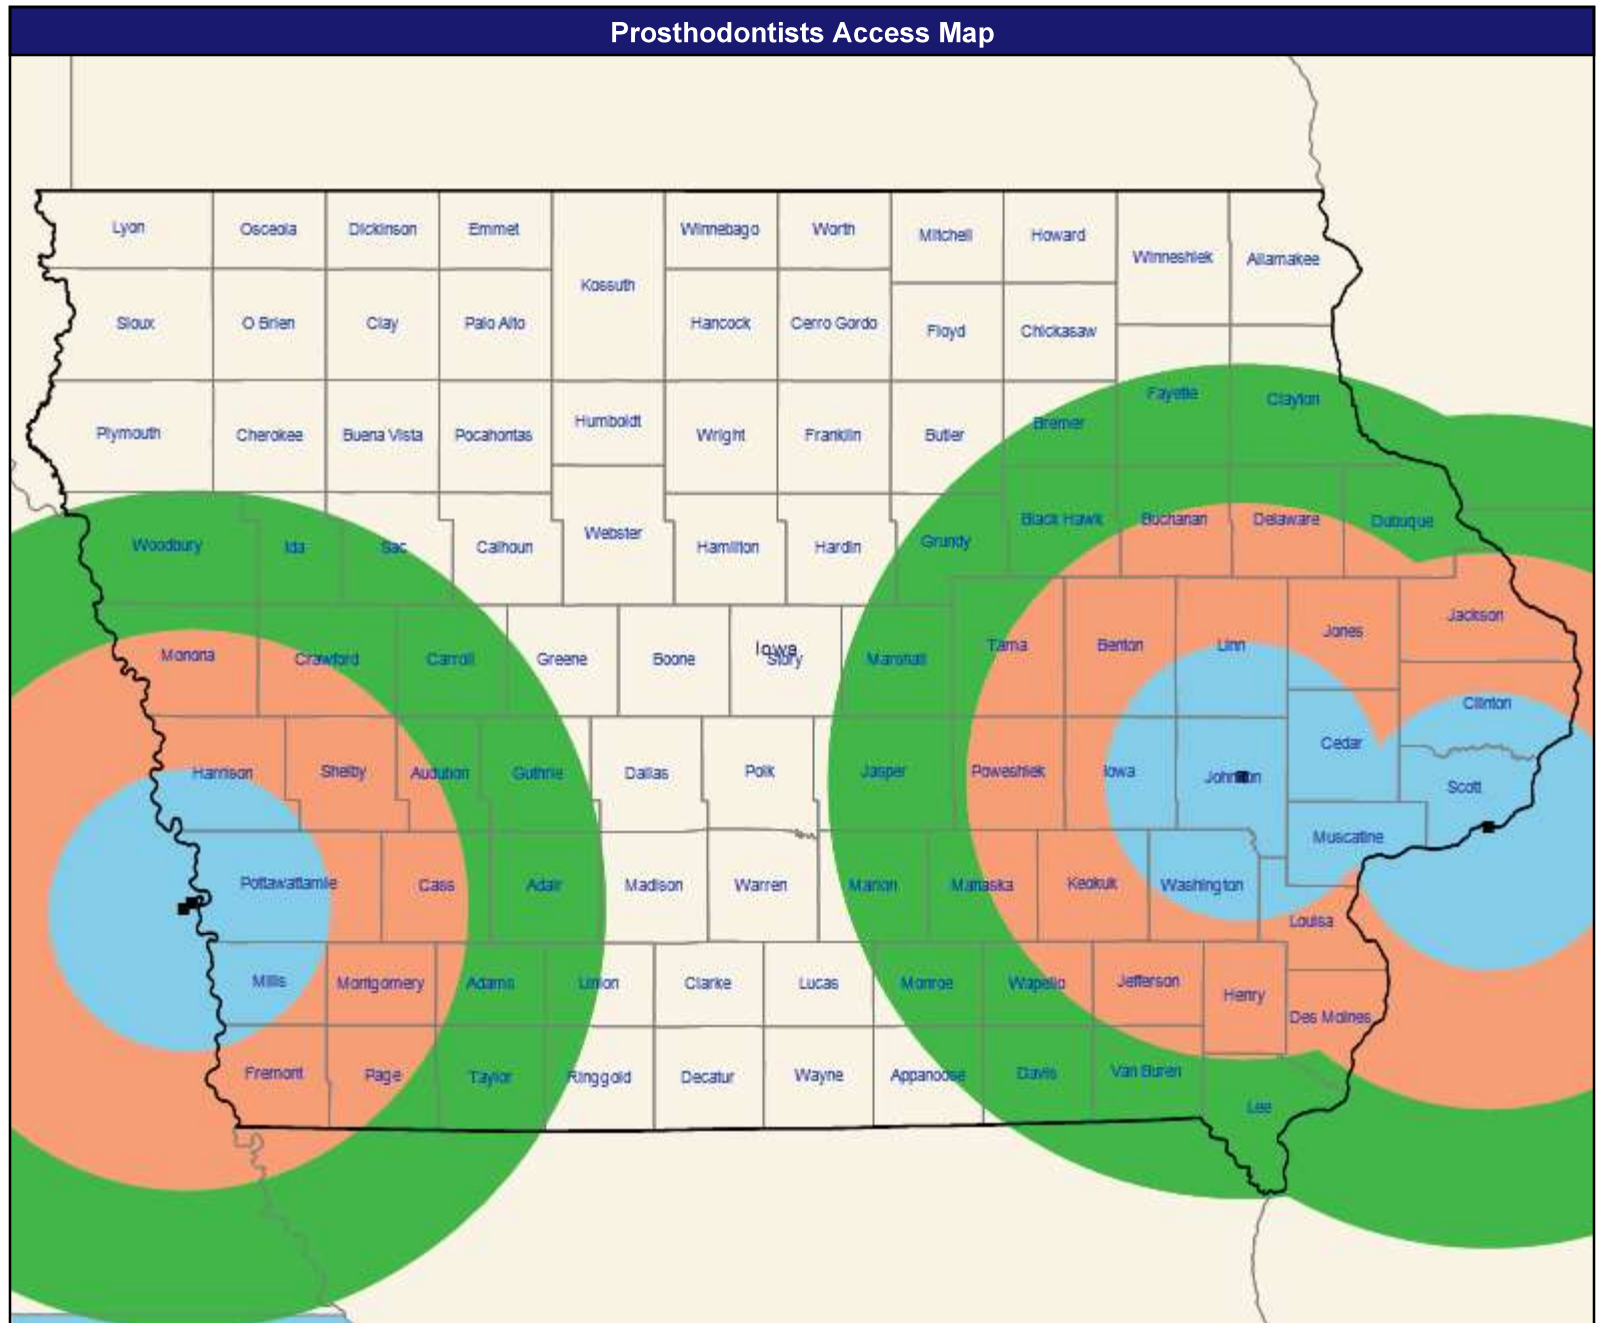 Prosthodontists Access Map
Lyon Osceola Dickinson Emmet Winnebago Worth Mitchell Howard
Winneshiek Allamakee
Kossuth
Sioux O Brien Clay Palo Alto Hancock Cerro Gordo Floyd Chickasaw
Fayette Clayton
Plymouth Cherokee Buena Vista Pocahontas Humboldt Wright Franklin Butler Bremer
Woodbury Ida Sac Calhoun Webster Hamilton Hardin Grundy Black Hawk Buchanan Delaware Dubuque
Monona Crawford Carroll Greene Boone Story Marshall Tama Benton Linn Jones Jackson
Iowa
Clinton
Harrison Shelby Audubon Guthrie Dallas Polk Jasper Poweshiek Iowa Johnson Cedar Scott
Muscatine
Pottawattamie Cass Adair Madison Warren Marion Mahaska Keokuk Washington
Louisa
Mills Montgomery Adams Union Clarke Lucas Monroe Wapello Jefferson Henry
Des Moines
Fremont Page Taylor Ringgold Decatur Wayne Appanoose Davis Van Buren
Lee